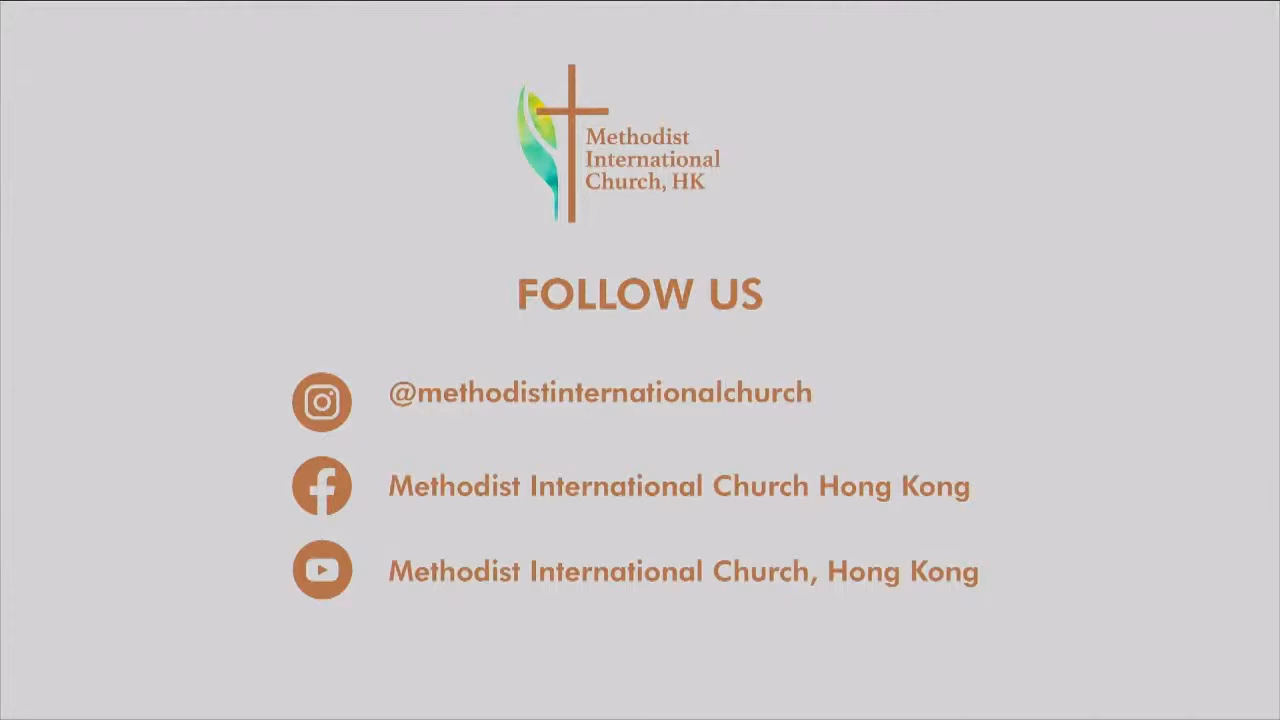 Methodist
International
Church, HK
FOLLOW US
@methodistinternationalchurch
Methodist International Church Hong Kong
Methodist International Church, Hong Kong